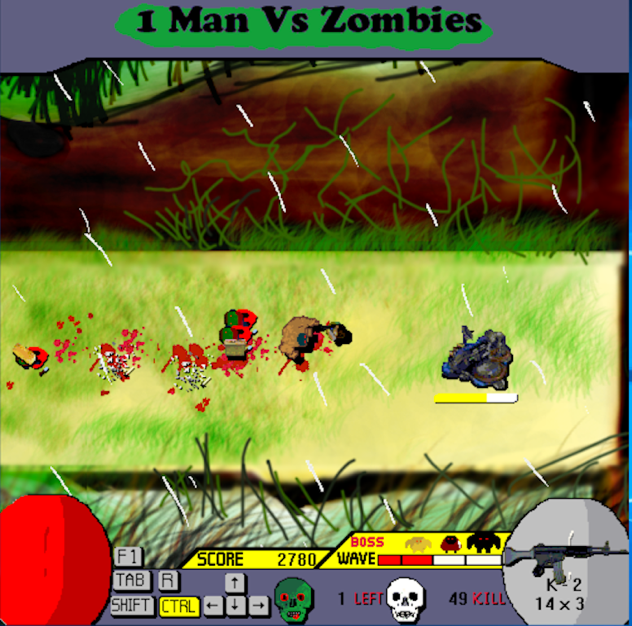 1 Man Vs Zombies
BOSS
F1
SCORE 2780
WAVE
TAB R
SHIFT CTRL
1 LEFT
49 KILL
K-2
14 x 3